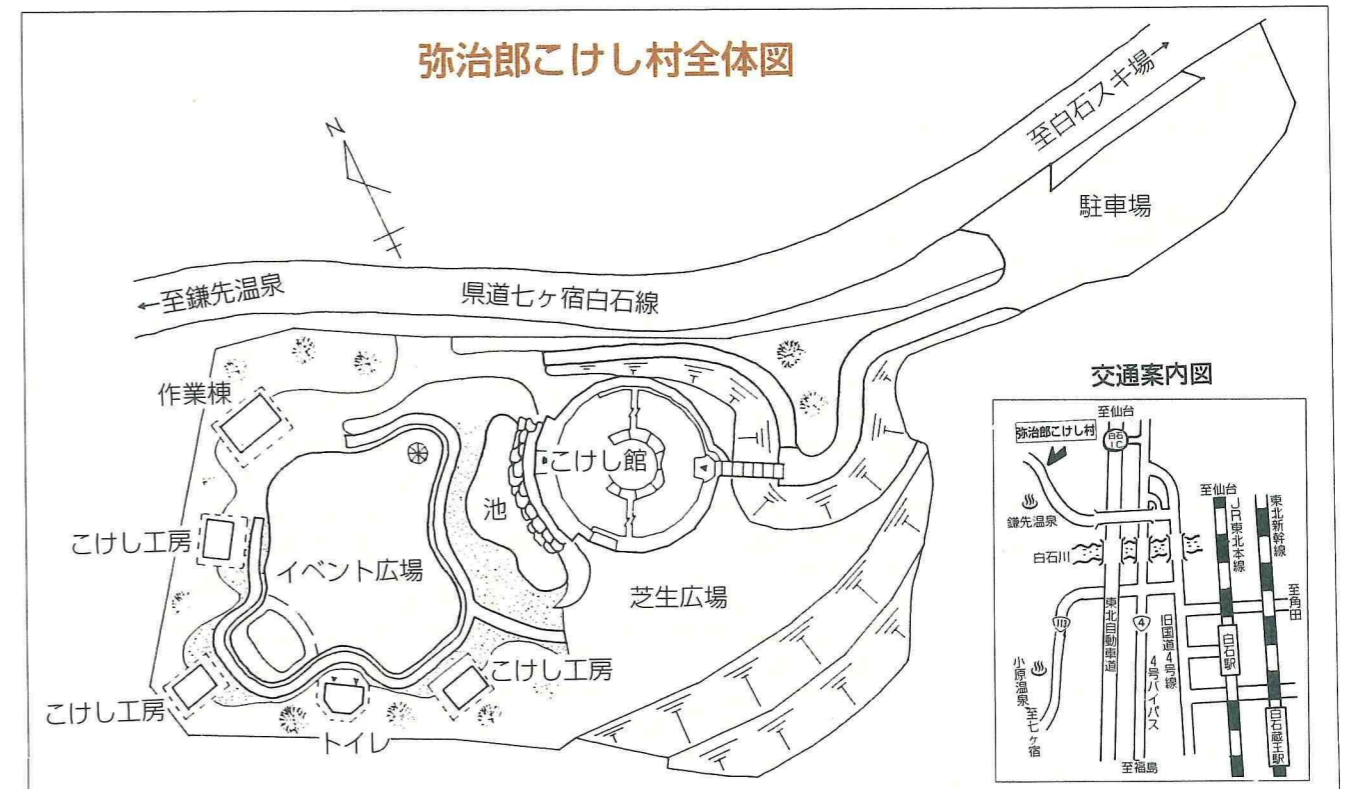 弥治郎こけし村全体図
至白石スキ場→
N
駐車場
←至鎌先温泉
県道七ヶ宿白石線
作業棟
こけし館
池
こけし工房
イベント広場
芝生広場
こけし工房
こけし工房
トイレ
交通案内図
至仙台
弥治郎こけし村
白石IC
至仙台
鎌先温泉
JR東北本線
東北新幹線
白石川
至角田
113
東北自動車道
4
4号バイパス
旧国道4号線
白石駅
小原温泉
至七ヶ宿
白石蔵王駅
至福島